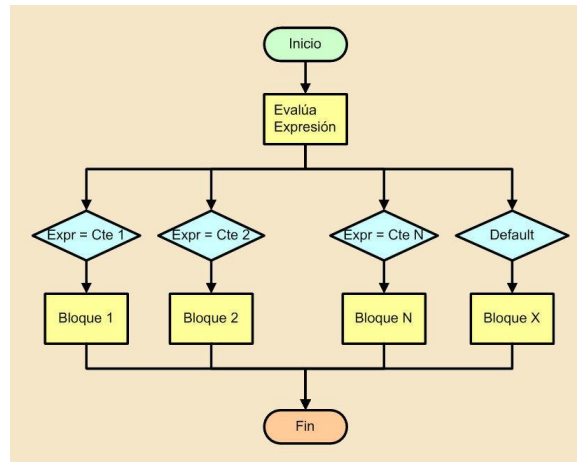 Inicio
Evalúa
Expresión
Expr = Cte 1
Expr = Cte 2
Expr = Cte N
Default
Bloque 1
Bloque 2
Bloque N
Bloque X
Fin